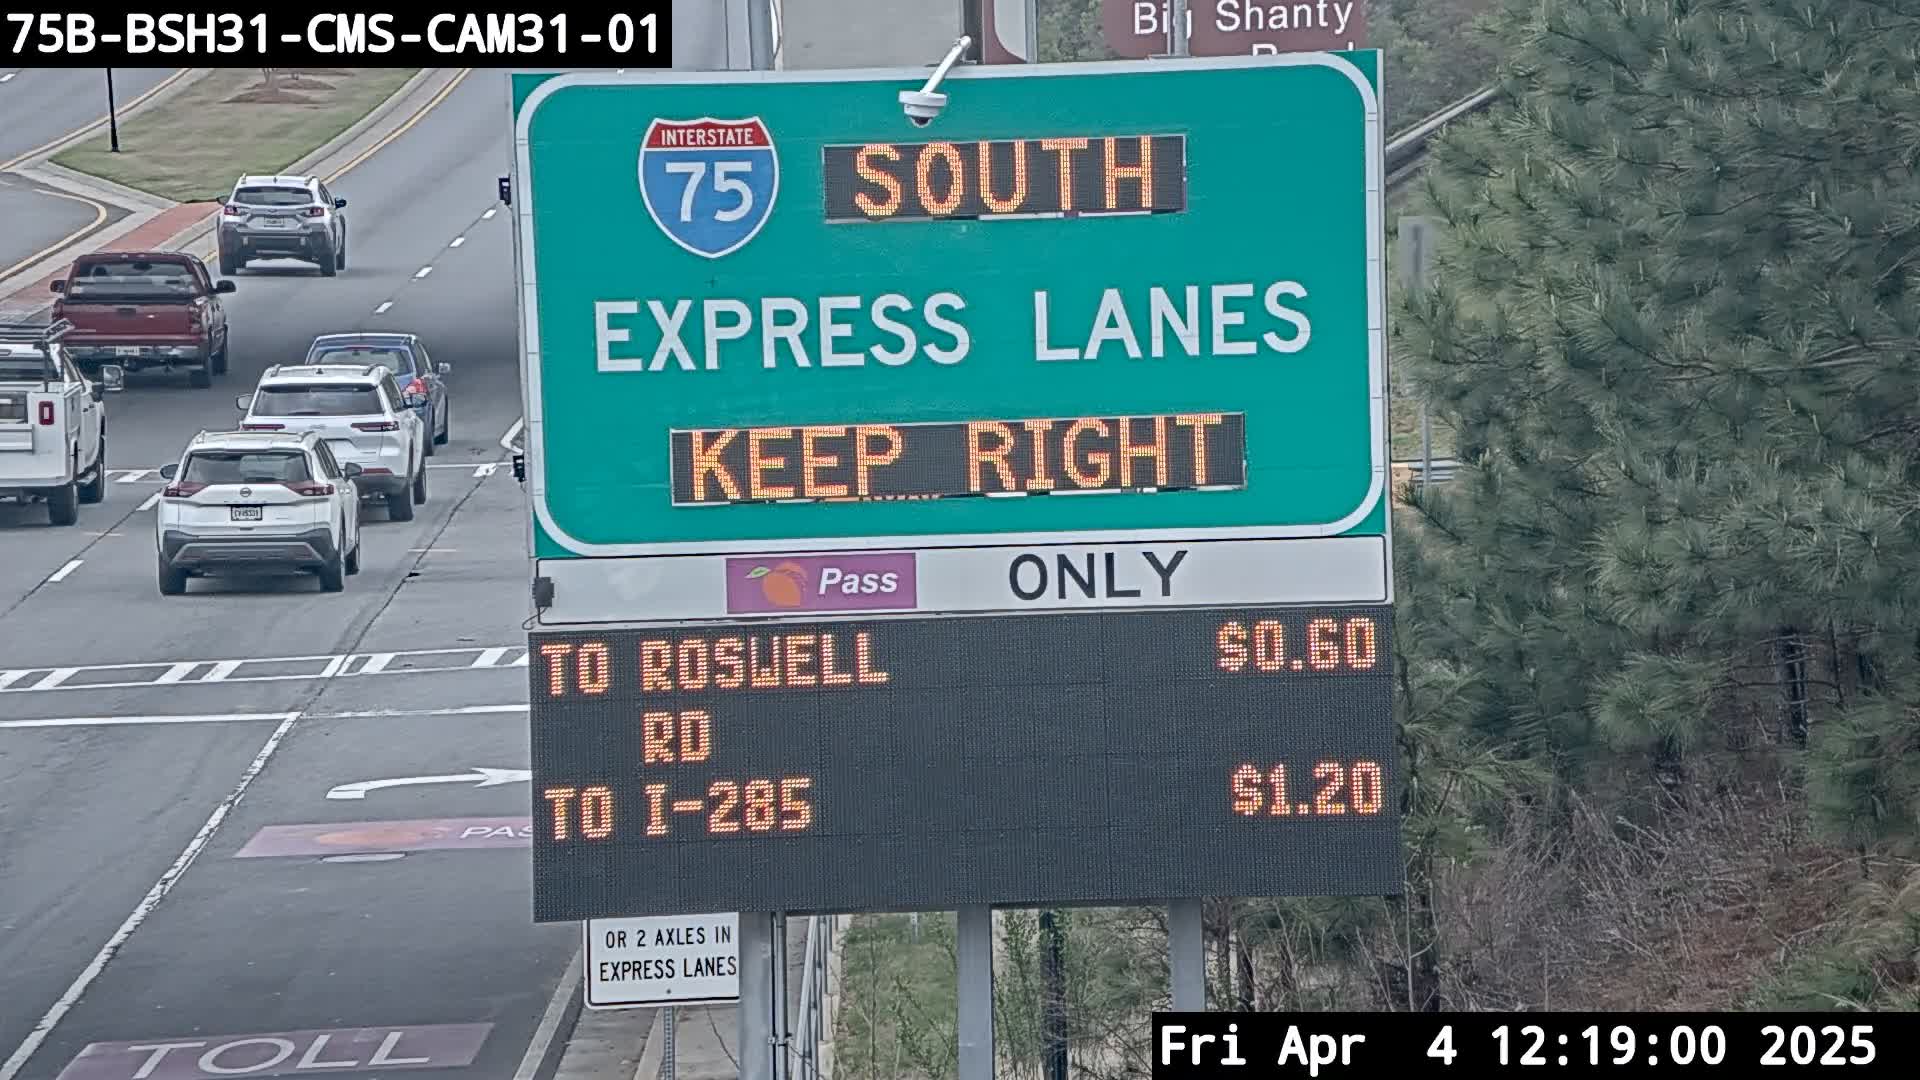 75B-BSH31-CMS-CAM31-01
Big Shanty
Road
INTERSTATE
75
SOUTH
EXPRESS LANES
KEEP RIGHT
Pass ONLY
TO ROSWELL $0.60
RD
TO I-285 $1.20
OR 2 AXLES IN
EXPRESS LANES
TOLL
Fri Apr 4 12:19:00 2025